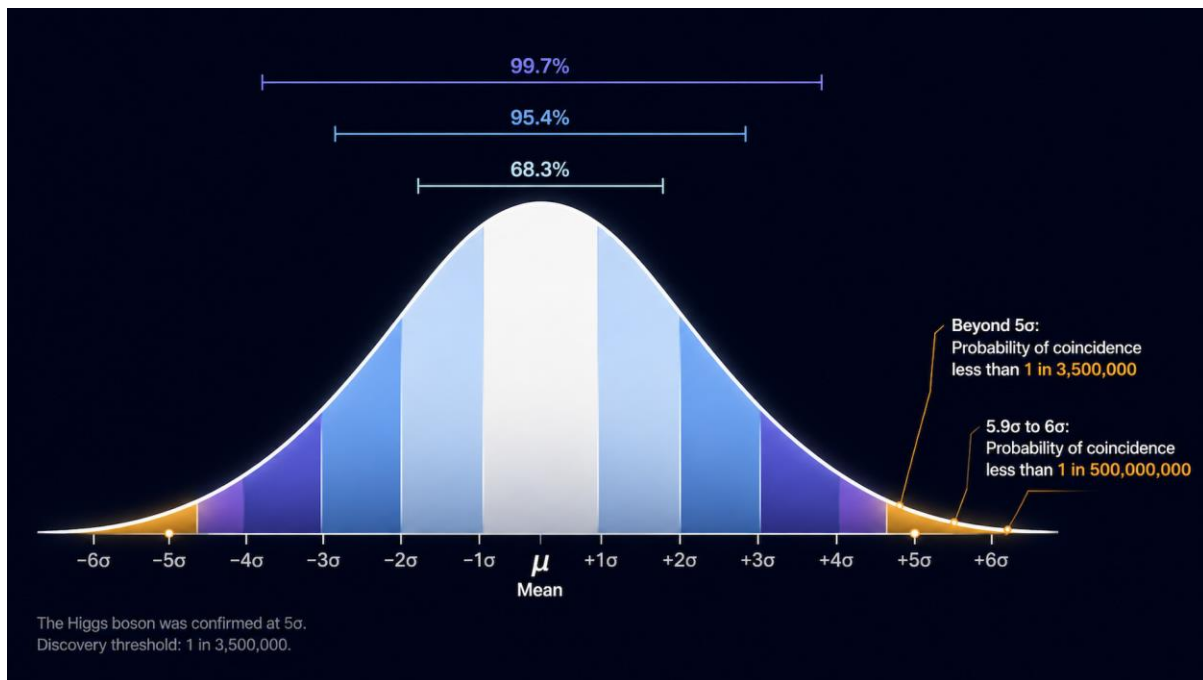 99.7%
95.4%
68.3%
Beyond 5σ:
Probability of coincidence
less than 1 in 3,500,000
5.9σ to 6σ:
Probability of coincidence
less than 1 in 500,000,000
−6σ −5σ −4σ −3σ −2σ −1σ μ +1σ +2σ +3σ +4σ +5σ +6σ
Mean
The Higgs boson was confirmed at 5σ.
Discovery threshold: 1 in 3,500,000.